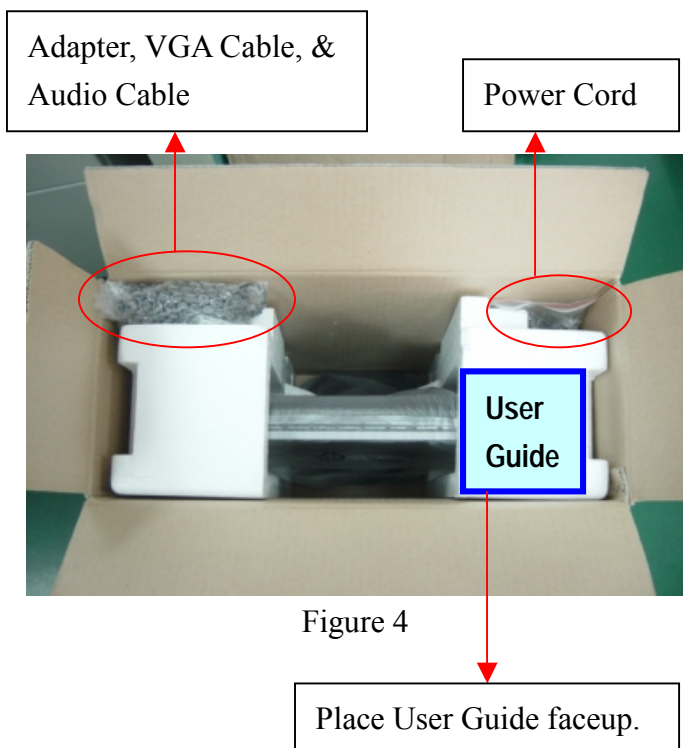 Adapter, VGA Cable, &
Audio Cable
Power Cord
User
Guide
Figure 4
Place User Guide faceup.